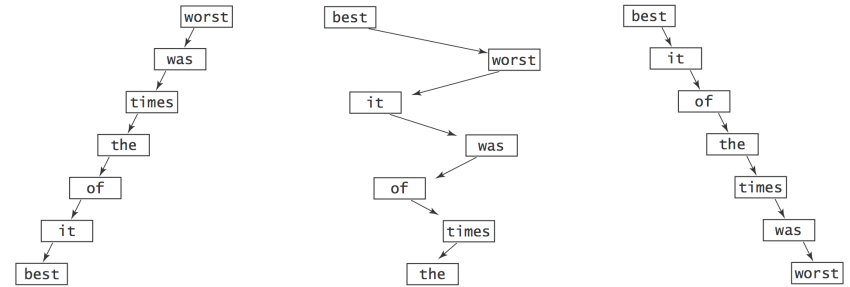 worst
was
times
the
of
it
best
best
worst
it
was
of
times
the
best
it
of
the
times
was
worst